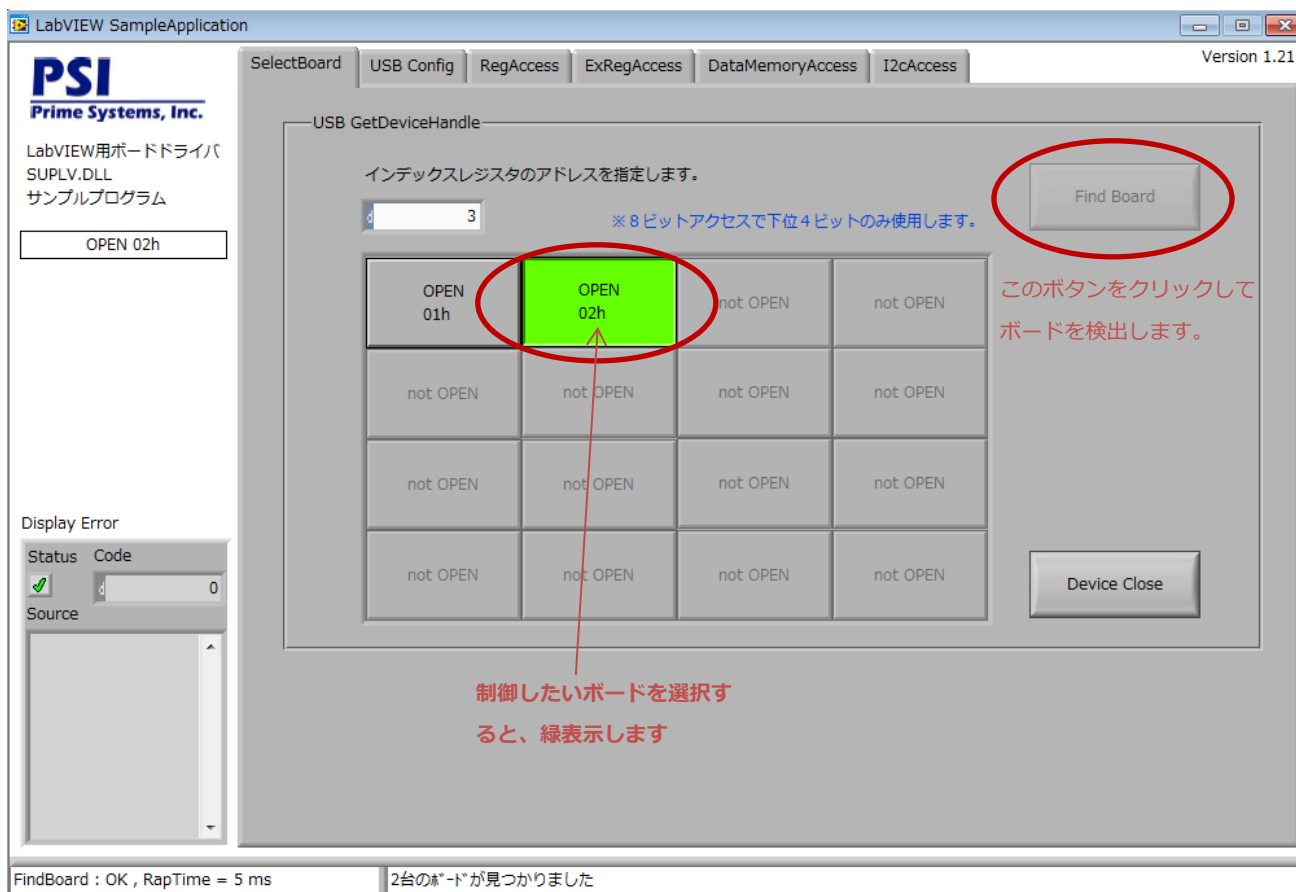 LabVIEW SampleApplication
PSI
Prime Systems, Inc.
LabVIEW用ボードドライバ
SUPLV.DLL
サンプルプログラム
OPEN 02h
SelectBoard USB Config RegAccess ExRegAccess DataMemoryAccess I2cAccess
Version 1.21
USB GetDeviceHandle
インデックスレジスタのアドレスを指定します。
d 3
※8ビットアクセスで下位4ビットのみ使用します。
Find Board
このボタンをクリックして
ボードを検出します。
OPEN
01h
OPEN
02h
not OPEN
not OPEN
not OPEN
not OPEN
not OPEN
not OPEN
not OPEN
not OPEN
not OPEN
not OPEN
not OPEN
not OPEN
not OPEN
not OPEN
Device Close
制御したいボードを選択す
ると、緑表示します
Display Error
Status Code
d 0
Source
FindBoard : OK , RapTime = 5 ms
2台のﾎﾞｰﾄﾞが見つかりました